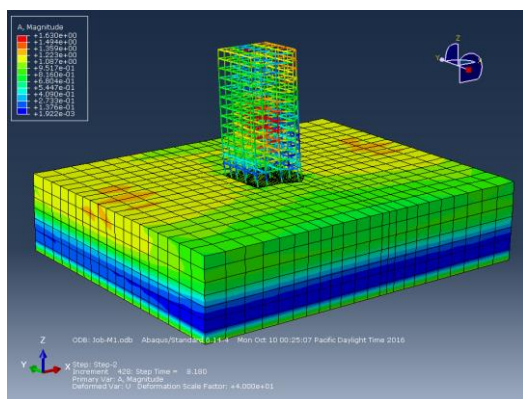 A, Magnitude
+1.630e+00
+1.494e+00
+1.359e+00
+1.223e+00
+1.087e+00
+9.517e-01
+8.160e-01
+6.804e-01
+5.447e-01
+4.090e-01
+2.733e-01
+1.376e-01
+1.922e-03
Z
Y
X
ODB: Job-M1.odb Abaqus/Standard 6.14-4 Mon Oct 10 00:25:07 Pacific Daylight Time 2016
Z
Y
X
Step: Step-2
Increment 428: Step Time = 8.180
Primary Var: A, Magnitude
Deformed Var: U Deformation Scale Factor: +4.000e+01